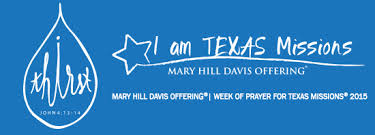 i thirst
JOHN 4:13-14
I am TEXAS Missions
MARY HILL DAVIS OFFERING®
MARY HILL DAVIS OFFERING® | WEEK OF PRAYER FOR TEXAS MISSIONS® 2015